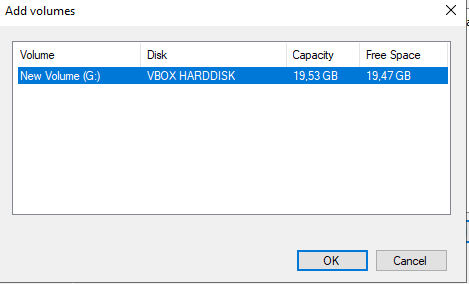 Add volumes
Volume Disk Capacity Free Space
New Volume (G:) VBOX HARDDISK 19,53 GB 19,47 GB
OK Cancel